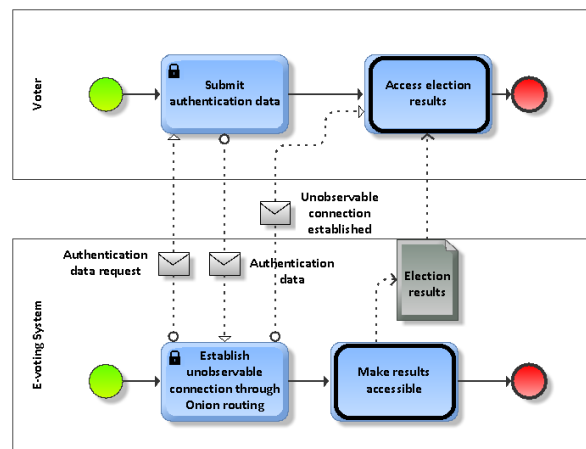 Voter
Submit
authentication data
Access election
results
Unobservable
connection
established
Authentication
data request
Authentication
data
Election
results
E-voting System
Establish
unobservable
connection through
Onion routing
Make results
accessible